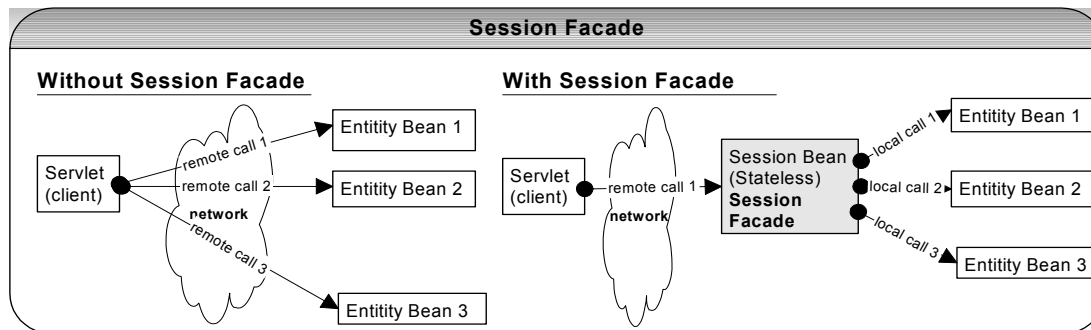 Session Facade
Without Session Facade
Servlet
(client)
remote call 1
remote call 2
remote call 3
network
Entitity Bean 1
Entitity Bean 2
Entitity Bean 3
With Session Facade
Servlet
(client)
remote call 1
network
Session Bean
(Stateless)
Session
Facade
local call 1
local call 2
local call 3
Entitity Bean 1
Entitity Bean 2
Entitity Bean 3